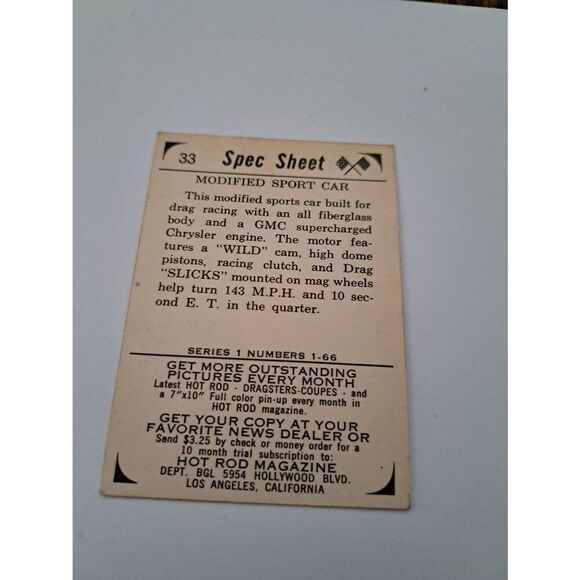 33 Spec Sheet
MODIFIED SPORT CAR
This modified sports car built for
drag racing with an all fiberglass
body and a GMC supercharged
Chrysler engine. The motor fea-
tures a "WILD" cam, high dome
pistons, racing clutch, and Drag
"SLICKS" mounted on mag wheels
help turn 143 M.P.H. and 10 sec-
ond E. T. in the quarter.
SERIES 1 NUMBERS 1-66
GET MORE OUTSTANDING
PICTURES EVERY MONTH
Latest HOT ROD - DRAGSTERS-COUPES - and
a 7"x10" Full color pin-up every month in
HOT ROD magazine.
GET YOUR COPY AT YOUR
FAVORITE NEWS DEALER OR
Send $3.25 by check or money order for a
10 month trial subscription to:
HOT ROD MAGAZINE
DEPT. BGL 5954 HOLLYWOOD BLVD.
LOS ANGELES, CALIFORNIA